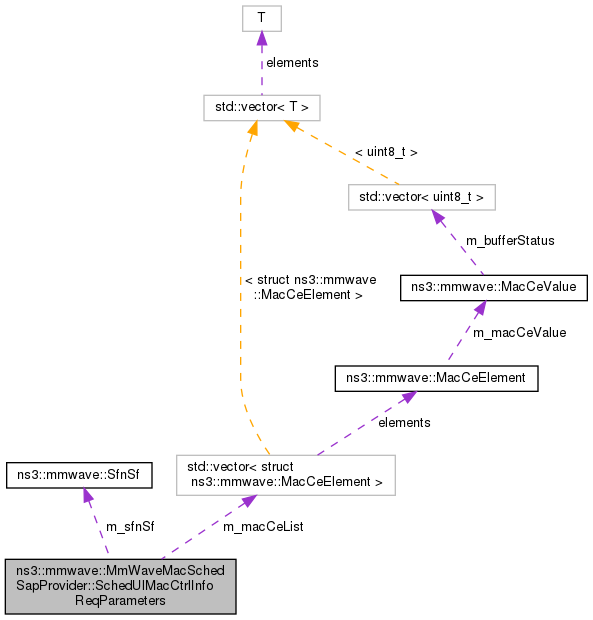 T
elements
std::vector< T >
< uint8_t >
std::vector< uint8_t >
m_bufferStatus
< struct ns3::mmwave
::MacCeElement >
ns3::mmwave::MacCeValue
m_macCeValue
ns3::mmwave::MacCeElement
elements
ns3::mmwave::SfnSf
std::vector< struct
ns3::mmwave::MacCeElement >
m_sfnSf
m_macCeList
ns3::mmwave::MmWaveMacSched
SapProvider::SchedUlMacCtrlInfo
ReqParameters